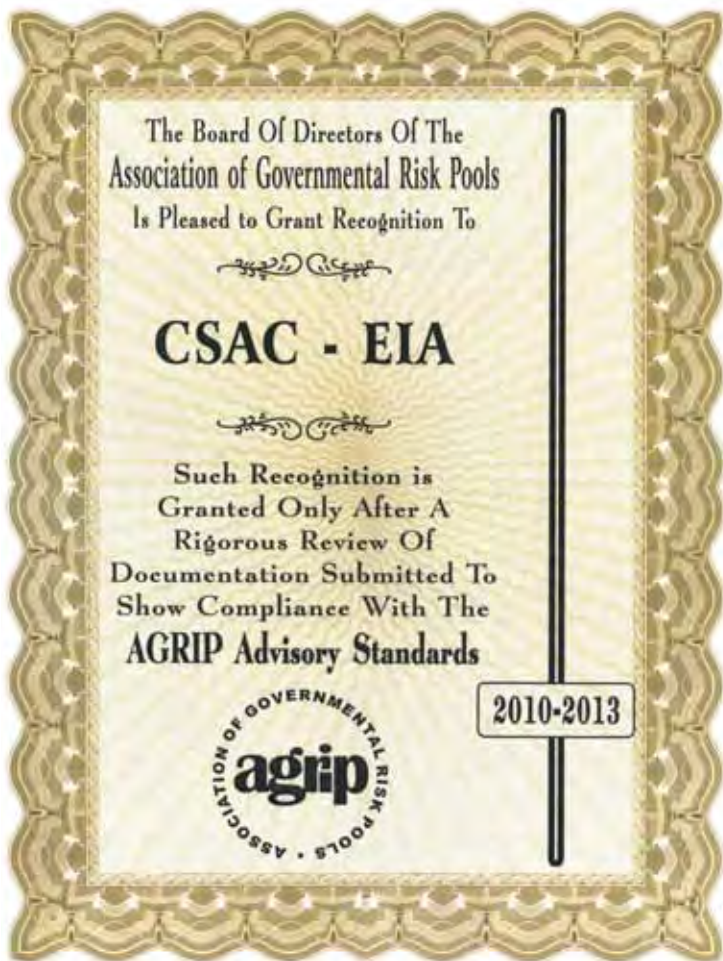 The Board Of Directors Of The
Association of Governmental Risk Pools
Is Pleased to Grant Recognition To
CSAC - EIA
Such Recognition is
Granted Only After A
Rigorous Review Of
Documentation Submitted To
Show Compliance With The
AGRIP Advisory Standards
2010-2013
ASSOCIATION OF GOVERNMENTAL RISK POOLS •
agrip